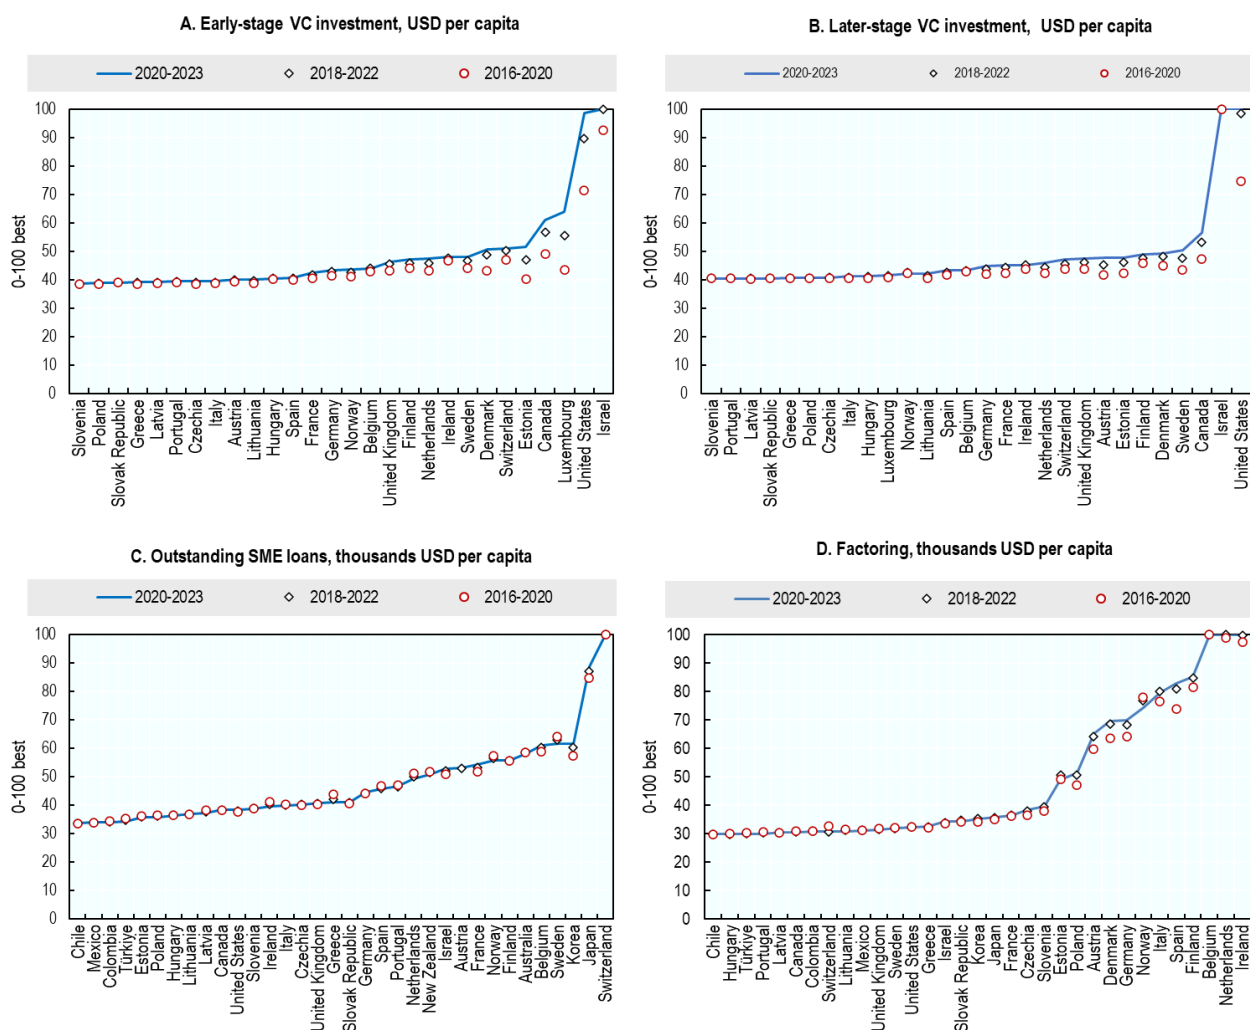 A. Early-stage VC investment, USD per capita
2020-2023 2018-2022 2016-2020
0-100 best
100
90
80
70
60
50
40
30
20
10
0
Slovenia
Poland
Slovak Republic
Greece
Latvia
Portugal
Czechia
Italy
Austria
Lithuania
Hungary
Spain
France
Germany
Norway
Belgium
United Kingdom
Finland
Netherlands
Ireland
Sweden
Denmark
Switzerland
Estonia
Canada
Luxembourg
United States
Israel
B. Later-stage VC investment, USD per capita
2020-2023 2018-2022 2016-2020
0-100 best
100
90
80
70
60
50
40
30
20
10
0
Slovenia
Portugal
Latvia
Slovak Republic
Greece
Poland
Czechia
Italy
Hungary
Luxembourg
Norway
Lithuania
Spain
Belgium
Germany
France
Ireland
Netherlands
Switzerland
United Kingdom
Austria
Estonia
Finland
Denmark
Sweden
Canada
Israel
United States
C. Outstanding SME loans, thousands USD per capita
2020-2023 2018-2022 2016-2020
0-100 best
100
90
80
70
60
50
40
30
20
10
0
Chile
Mexico
Colombia
Türkiye
Estonia
Poland
Hungary
Lithuania
Latvia
Canada
United States
Slovenia
Ireland
Italy
Czechia
United Kingdom
Greece
Slovak Republic
Germany
Spain
Portugal
Netherlands
New Zealand
Israel
Austria
France
Norway
Finland
Australia
Belgium
Sweden
Korea
Japan
Switzerland
D. Factoring, thousands USD per capita
2020-2023 2018-2022 2016-2020
0-100 best
100
90
80
70
60
50
40
30
20
10
0
Chile
Hungary
Türkiye
Portugal
Latvia
Canada
Colombia
Switzerland
Lithuania
Mexico
United Kingdom
Sweden
United States
Greece
Israel
Slovak Republic
Korea
Japan
France
Czechia
Slovenia
Estonia
Poland
Austria
Denmark
Germany
Norway
Italy
Spain
Finland
Belgium
Netherlands
Ireland